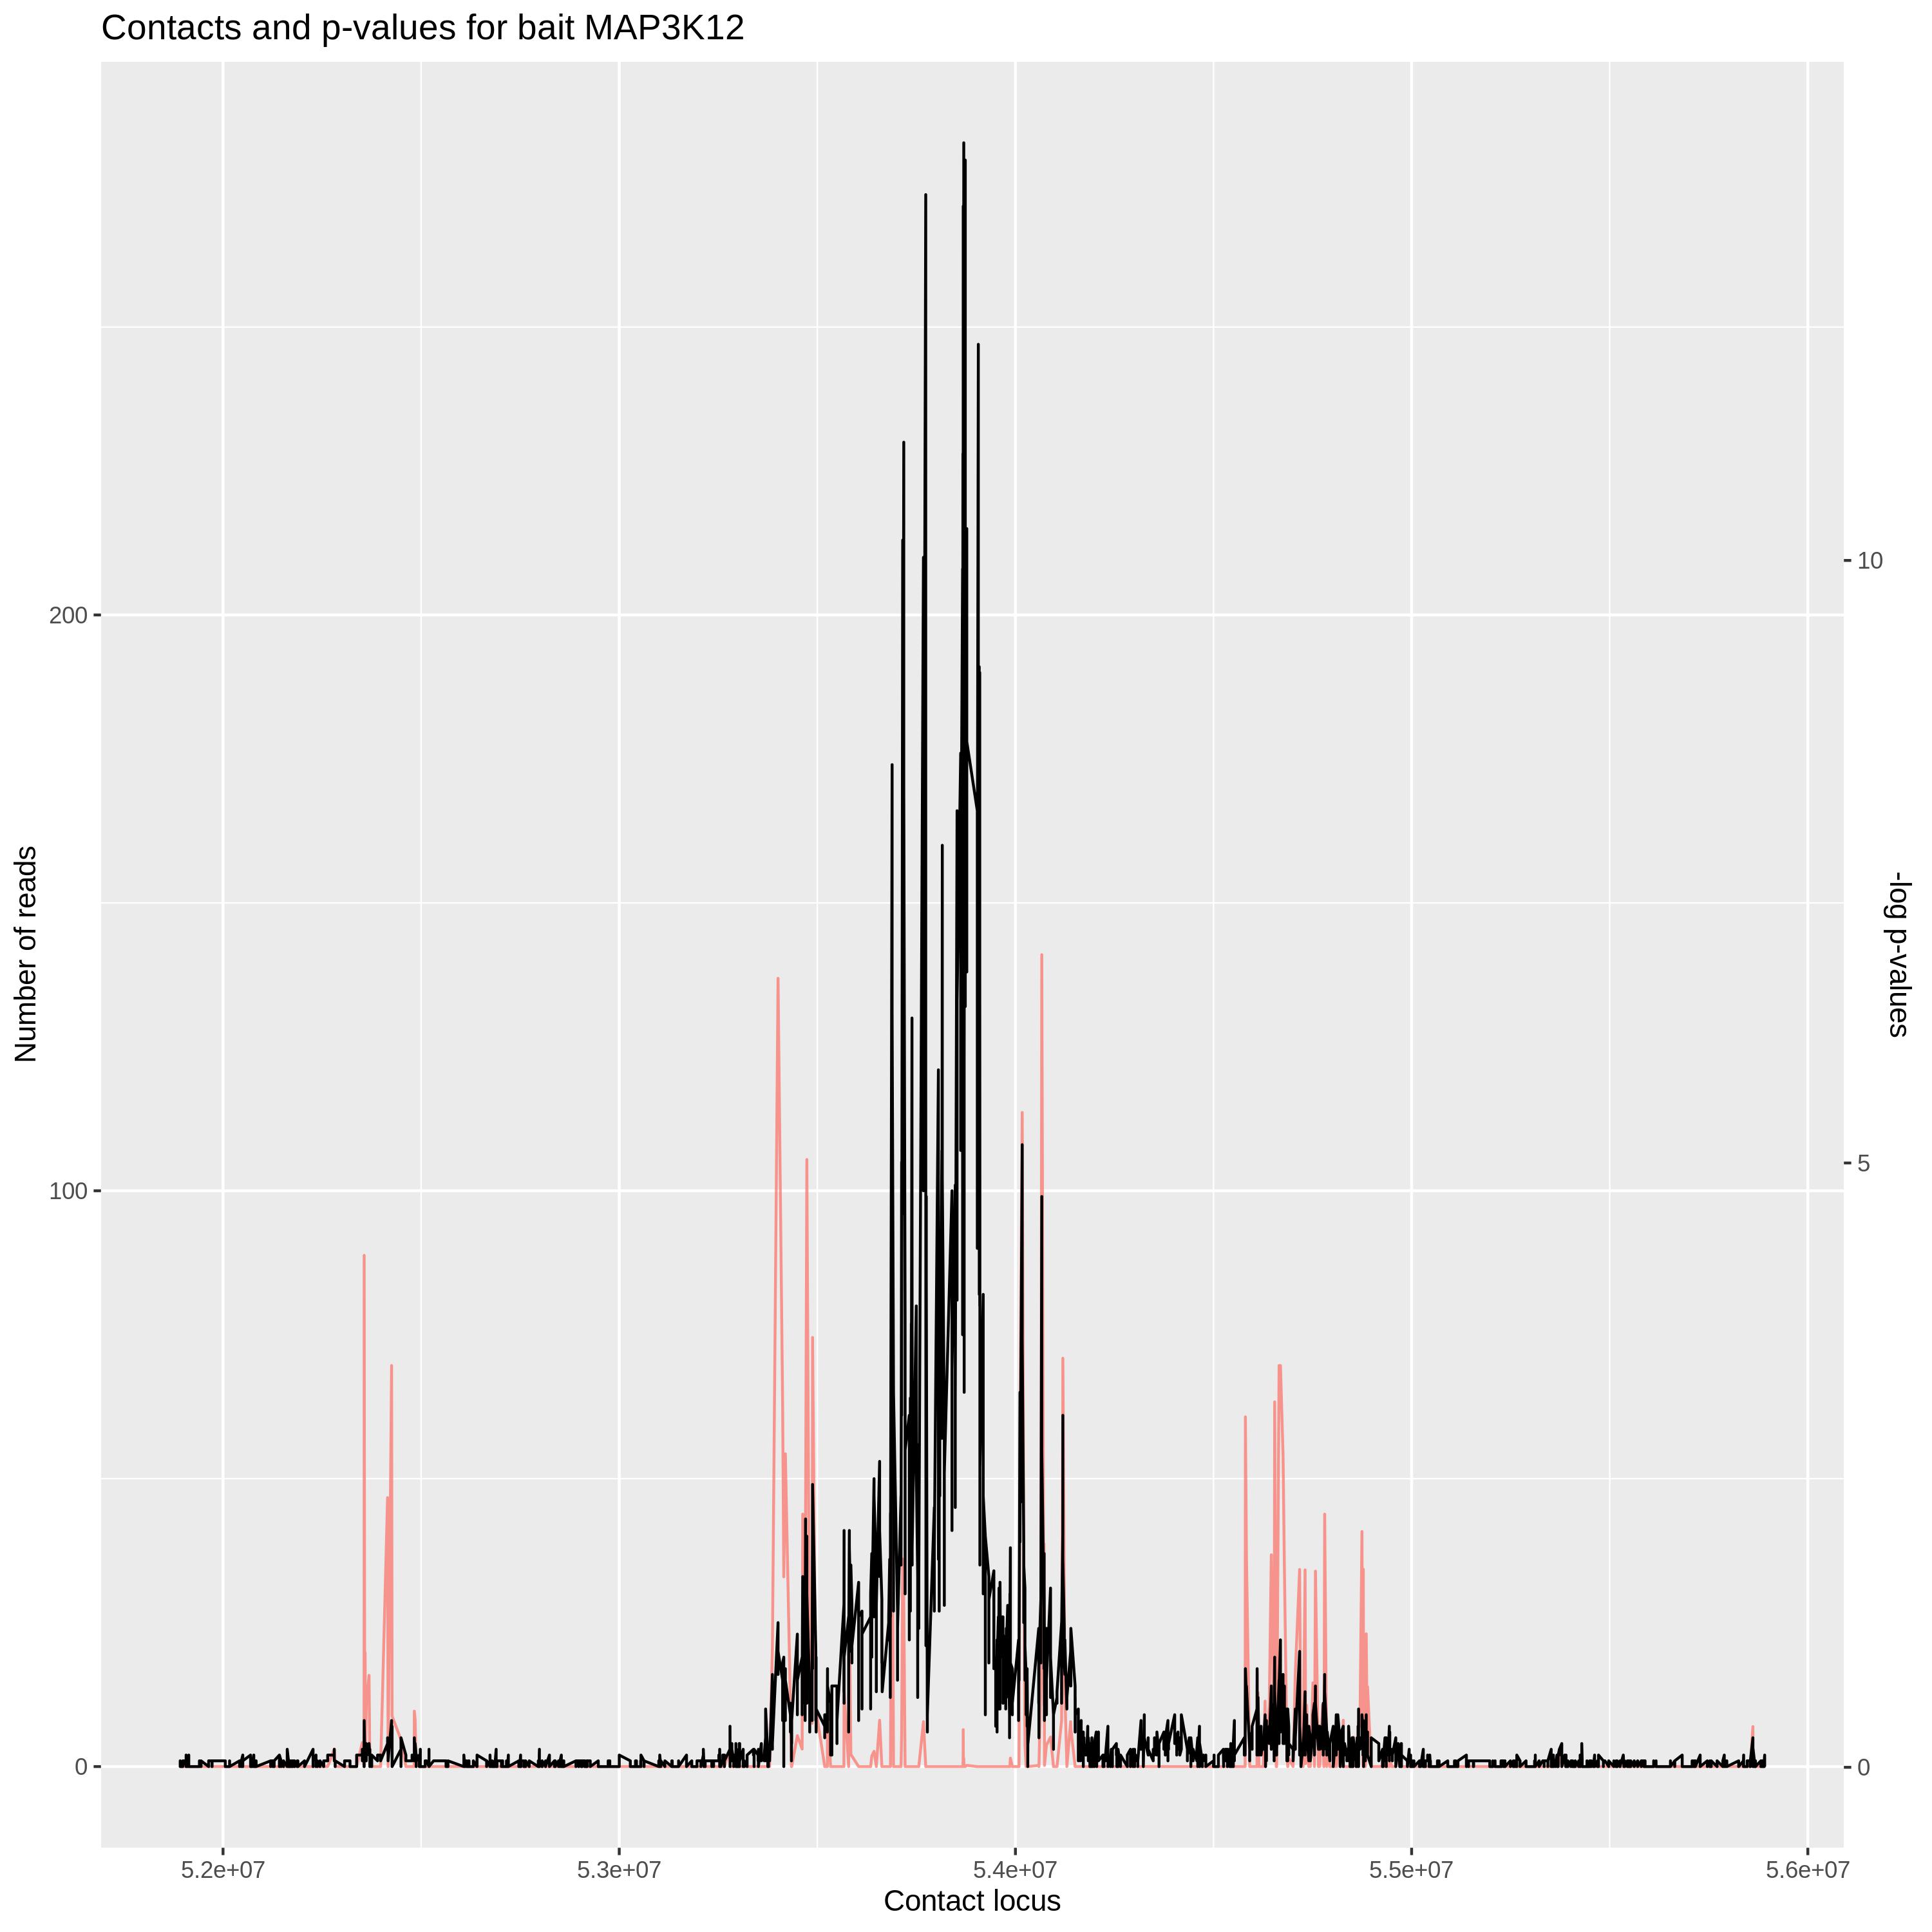 Contacts and p-values for bait MAP3K12
Number of reads
200
100
0
10
5
0
-log p-values
5.2e+07 5.3e+07 5.4e+07 5.5e+07 5.6e+07
Contact locus